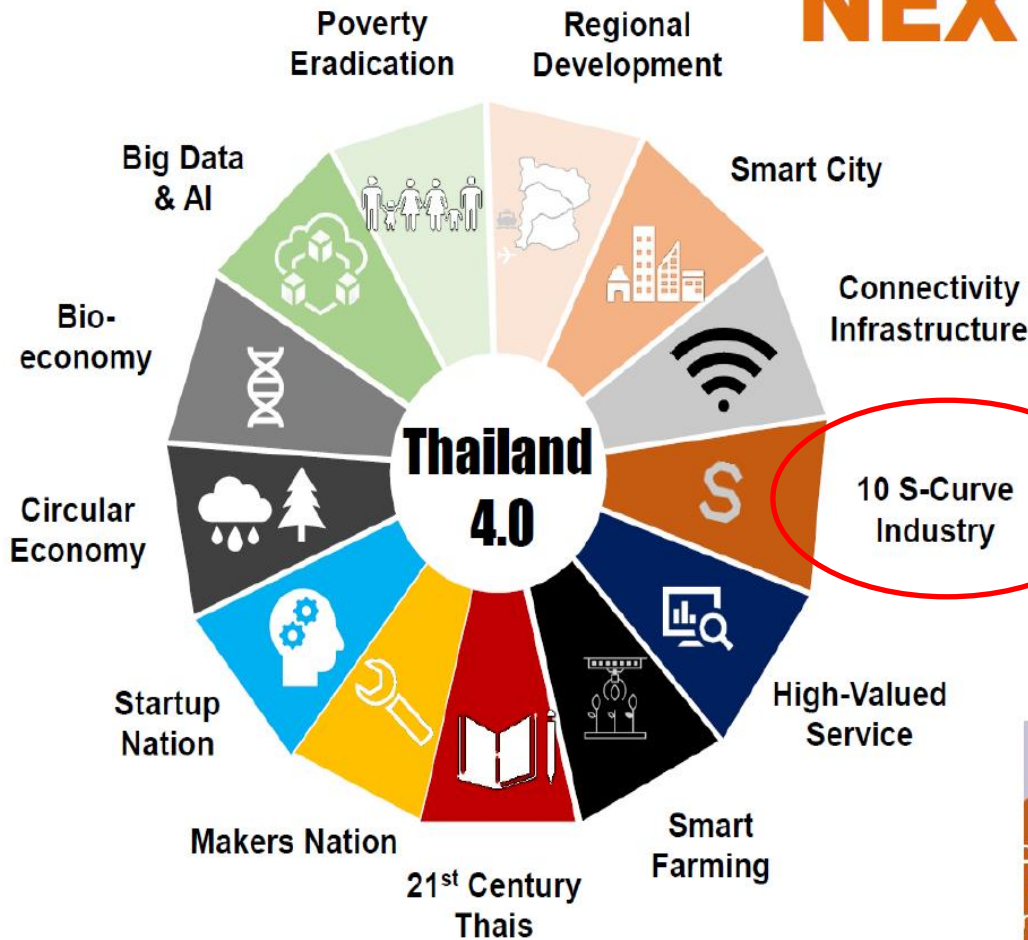 NEX
Poverty
Eradication
Regional
Development
Big Data
& AI
Smart City
Bio-
economy
Connectivity
Infrastructure
Thailand
4.0
S
10 S-Curve
Industry
Circular
Economy
Startup
Nation
High-Valued
Service
Makers Nation
21st Century
Thais
Smart
Farming